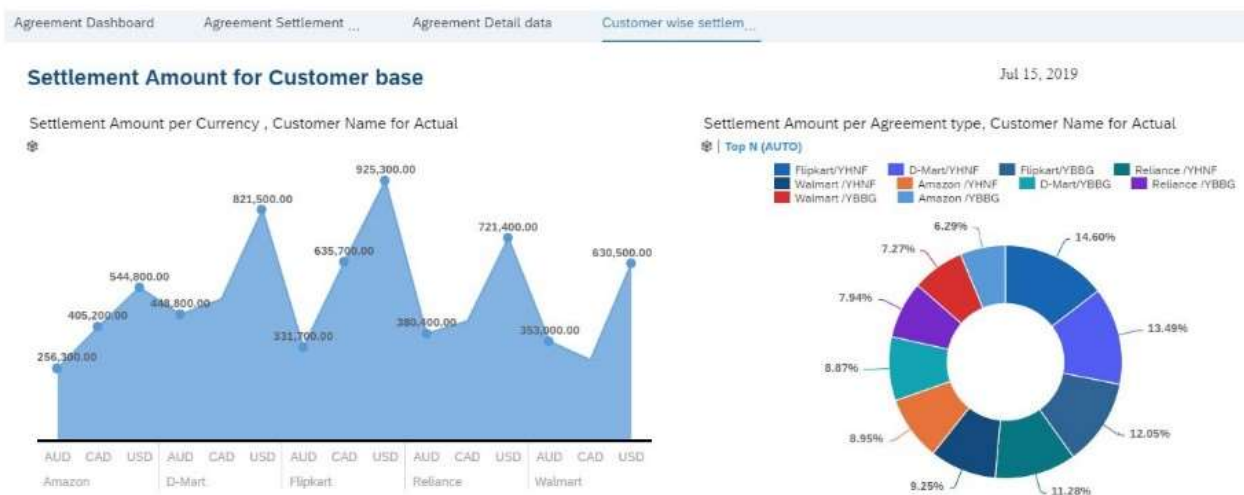 Agreement Dashboard
Agreement Settlement ...
Agreement Detail data
Customer wise settlem...
Settlement Amount for Customer base
Jul 15, 2019
Settlement Amount per Currency , Customer Name for Actual
Settlement Amount per Agreement type, Customer Name for Actual
| Top N (AUTO)
Flipkart/YHNF D-Mart/YHNF Flipkart/YBBG Reliance /YHNF
Walmart /YHNF Amazon /YHNF D-Mart/YBBG Reliance /YBBG
Walmart /YBBG Amazon /YBBG
256,300.00
405,200.00
544,800.00
448,800.00
821,500.00
331,700.00
635,700.00
925,300.00
380,400.00
721,400.00
353,000.00
630,500.00
AUD CAD USD AUD CAD USD AUD CAD USD AUD CAD USD AUD CAD USD
Amazon D-Mart Flipkart Reliance Walmart
14.60%
13.49%
12.05%
11.28%
9.25%
8.95%
8.87%
7.94%
7.27%
6.29%